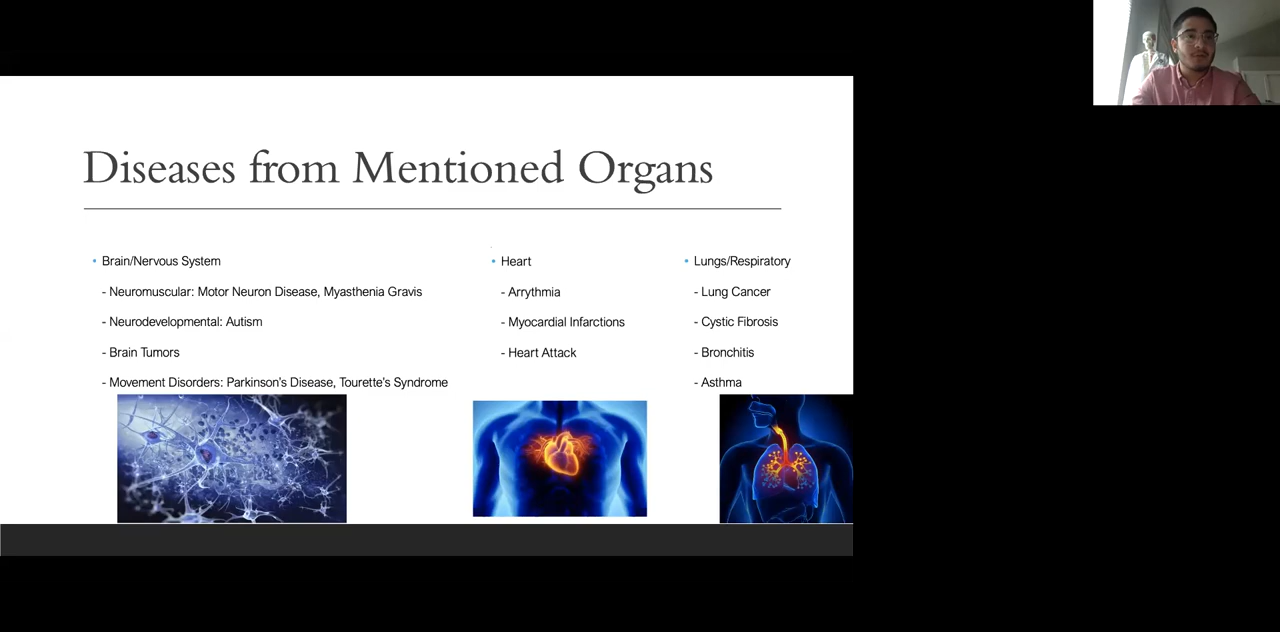 Diseases from Mentioned Organs
• Brain/Nervous System
- Neuromuscular: Motor Neuron Disease, Myasthenia Gravis
- Neurodevelopmental: Autism
- Brain Tumors
- Movement Disorders: Parkinson's Disease, Tourette's Syndrome
• Heart
- Arrythmia
- Myocardial Infarctions
- Heart Attack
• Lungs/Respiratory
- Lung Cancer
- Cystic Fibrosis
- Bronchitis
- Asthma